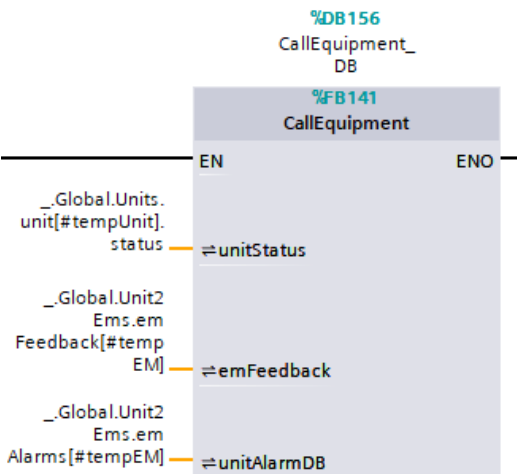 %DB156
CallEquipment_
DB
%FB141
CallEquipment
EN
ENO
_.Global.Units.
unit[#tempUnit].
status
unitStatus
_.Global.Unit2
Ems.em
Feedback[#temp
EM]
emFeedback
_.Global.Unit2
Ems.em
Alarms[#tempEM]
unitAlarmDB